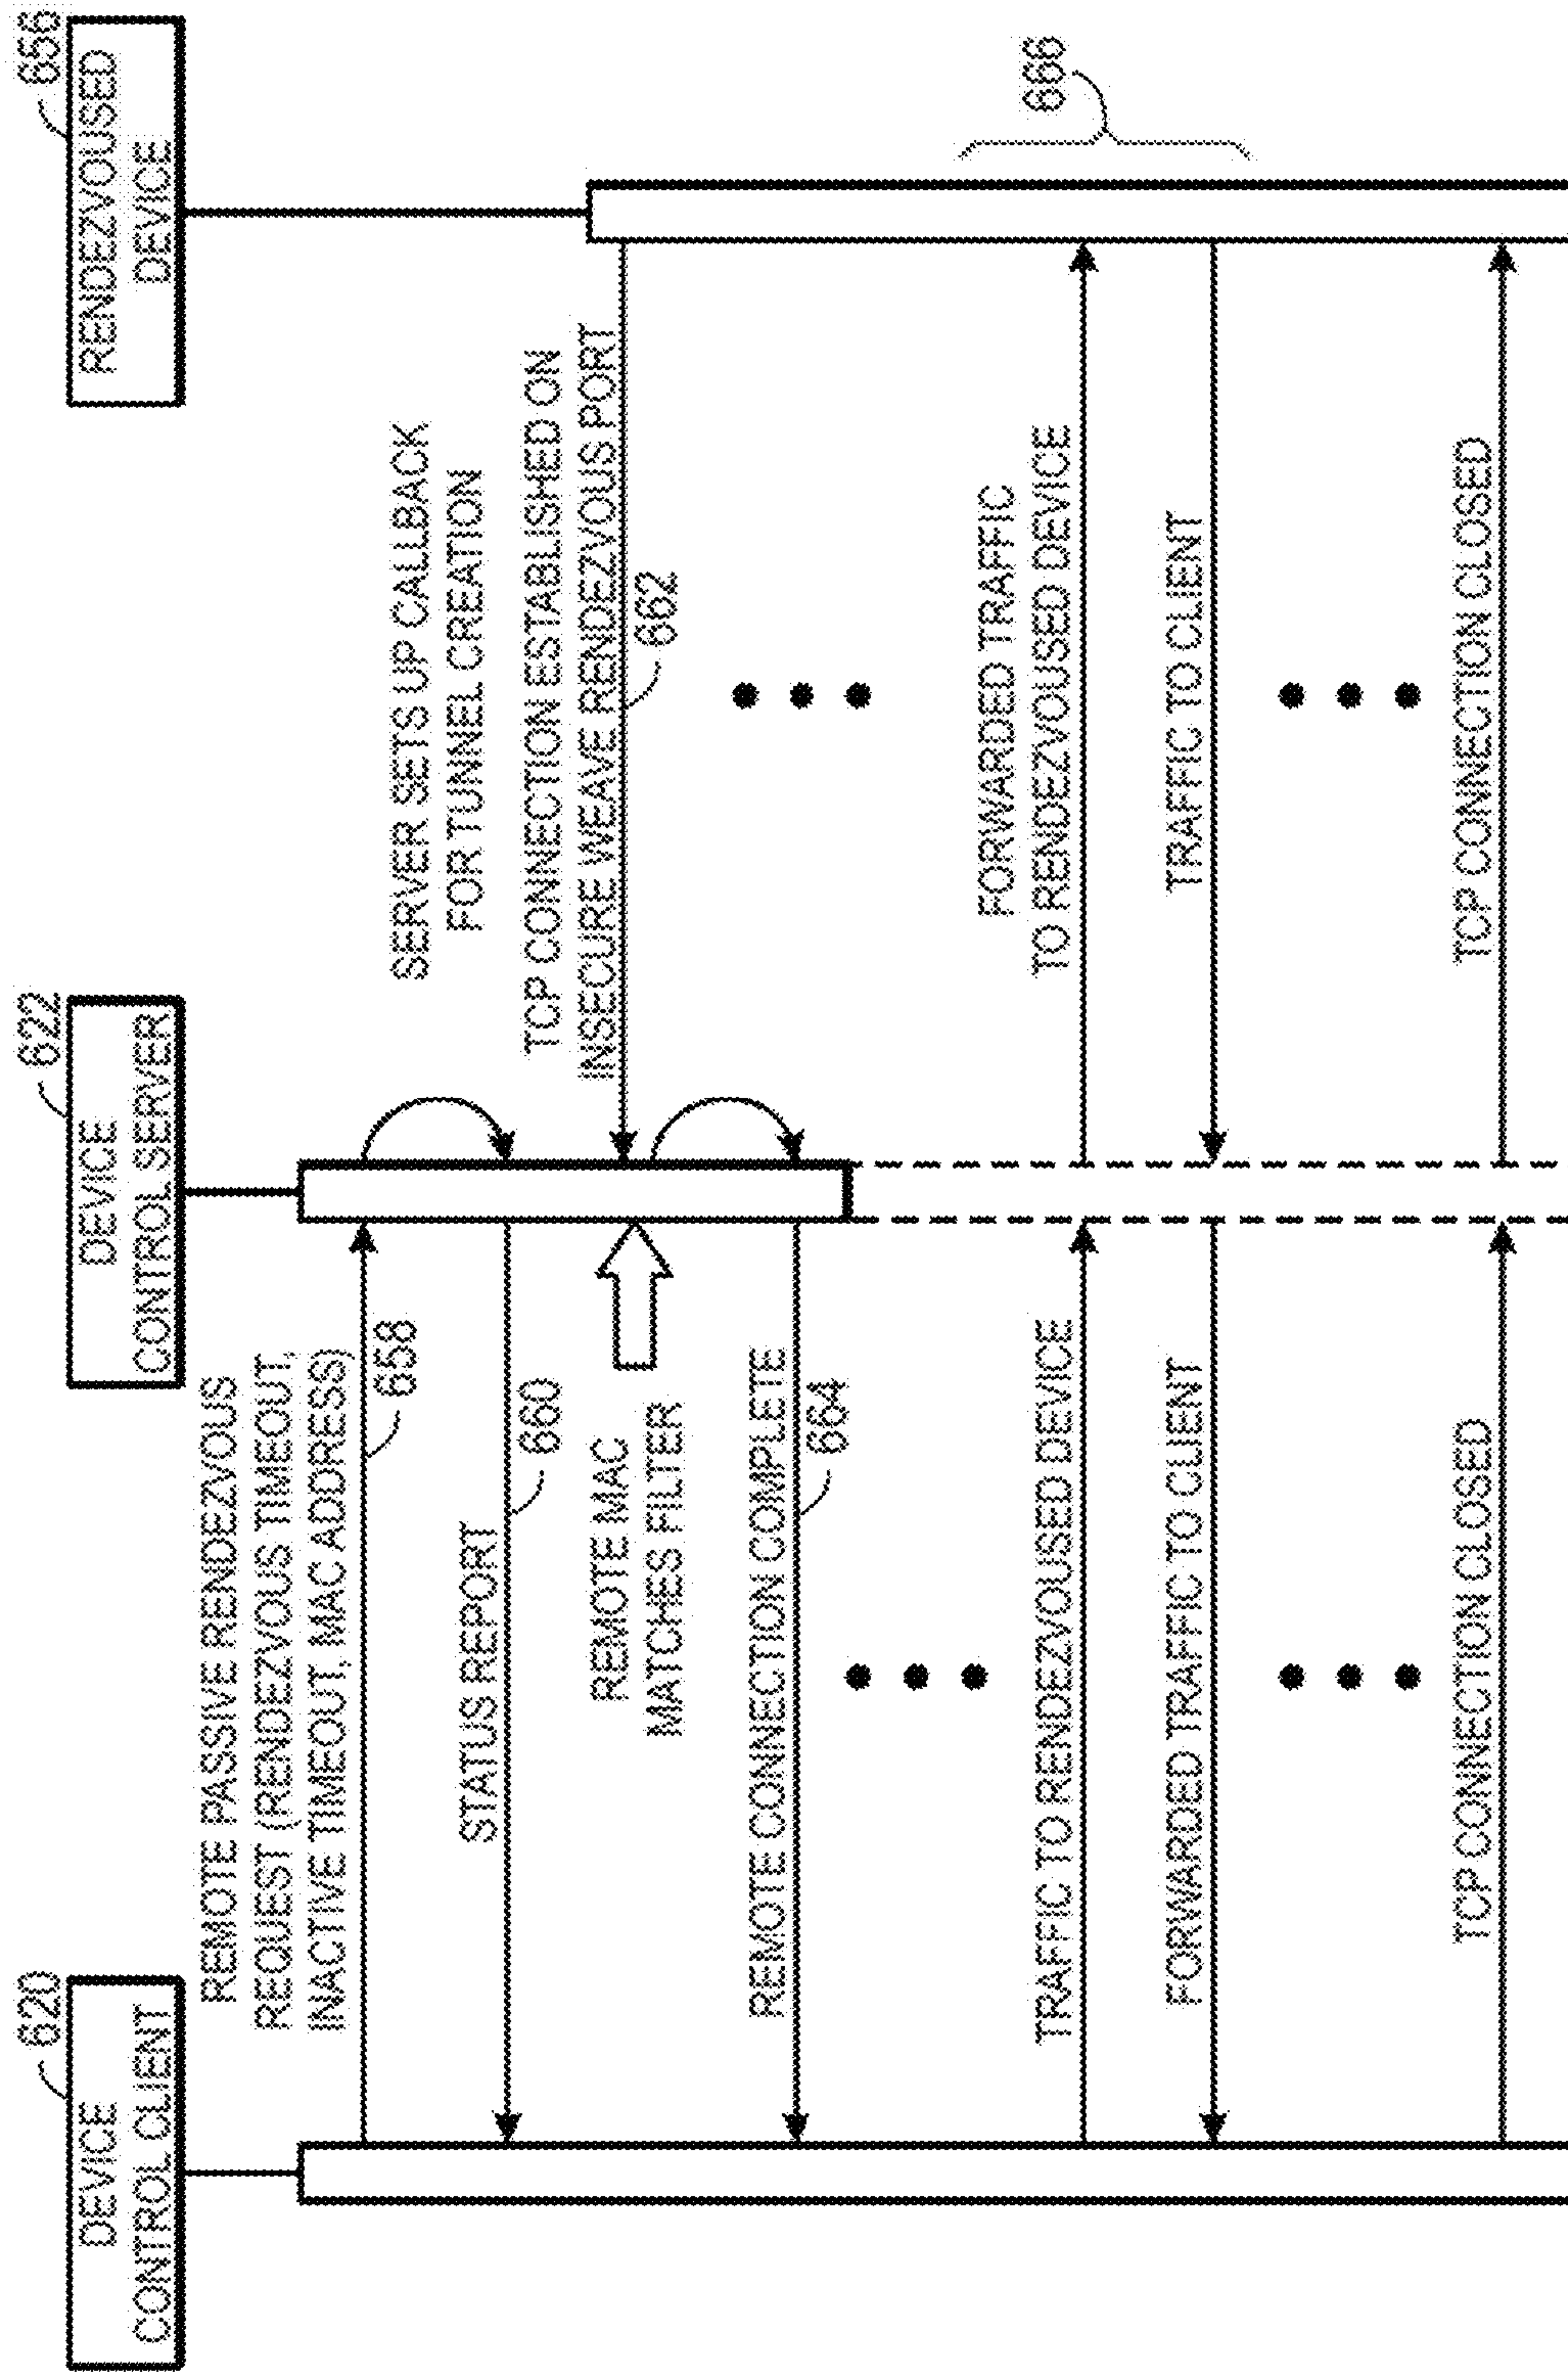 620
DEVICE
CONTROL CLIENT
622
DEVICE
CONTROL SERVER
656
RENDEZVOUSED
DEVICE
REMOTE PASSIVE RENDEZVOUS
REQUEST (RENDEZVOUS TIMEOUT,
INACTIVE TIMEOUT, MAC ADDRESS)
658
SERVER SETS UP CALLBACK
FOR TUNNEL CREATION
STATUS REPORT
660
TCP CONNECTION ESTABLISHED ON
INSECURE WEAVE RENDEZVOUS PORT
662
REMOTE MAC
MATCHES FILTER
REMOTE CONNECTION COMPLETE
664
TRAFFIC TO RENDEZVOUSED DEVICE
FORWARDED TRAFFIC
TO RENDEZVOUSED DEVICE
666
FORWARDED TRAFFIC TO CLIENT
TRAFFIC TO CLIENT
TCP CONNECTION CLOSED
TCP CONNECTION CLOSED